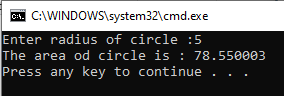 C:\WINDOWS\system32\cmd.exe
Enter radius of circle :5
The area od circle is : 78.550003
Press any key to continue . . .